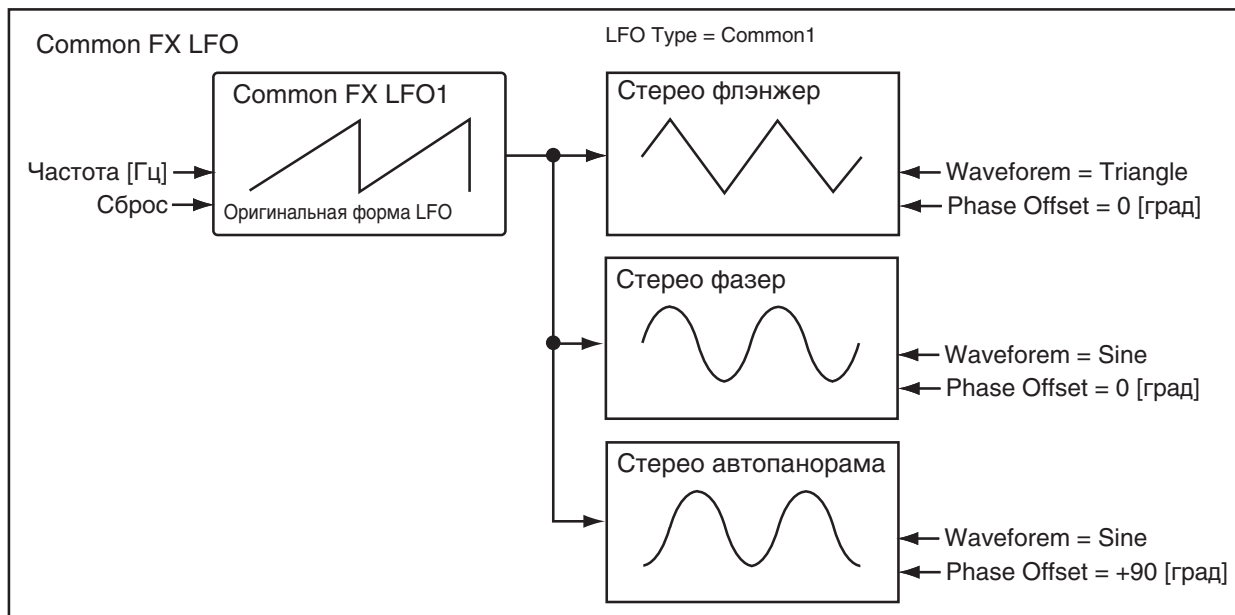 Common FX LFO
LFO Type = Common1
Common FX LFO1
Частота [Гц]
Сброс
Оригинальная форма LFO
Стерео флэнжер
Waveforem = Triangle
Phase Offset = 0 [град]
Стерео фазер
Waveforem = Sine
Phase Offset = 0 [град]
Стерео автопанорама
Waveforem = Sine
Phase Offset = +90 [град]